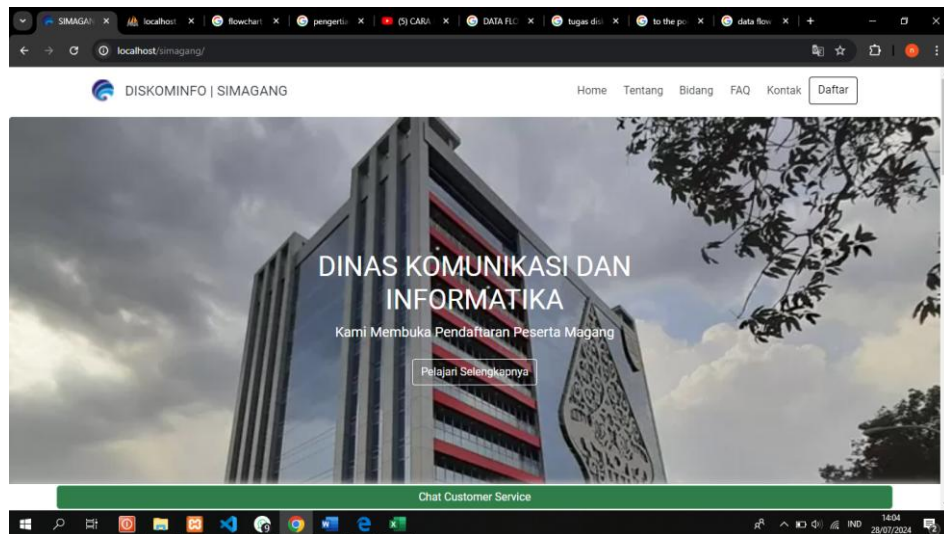 SIMAGAN
localhost
flowchart
pengertia
(5) CARA
DATA FLO
tugas disk
to the poi
data flow
localhost/simagang/
DISKOMINFO | SIMAGANG
Home Tentang Bidang FAQ Kontak Daftar
DINAS KOMUNIKASI DAN
INFORMATIKA
Kami Membuka Pendaftaran Peserta Magang
Pelajari Selengkapnya
Chat Customer Service
IND
14:04
28/07/2024